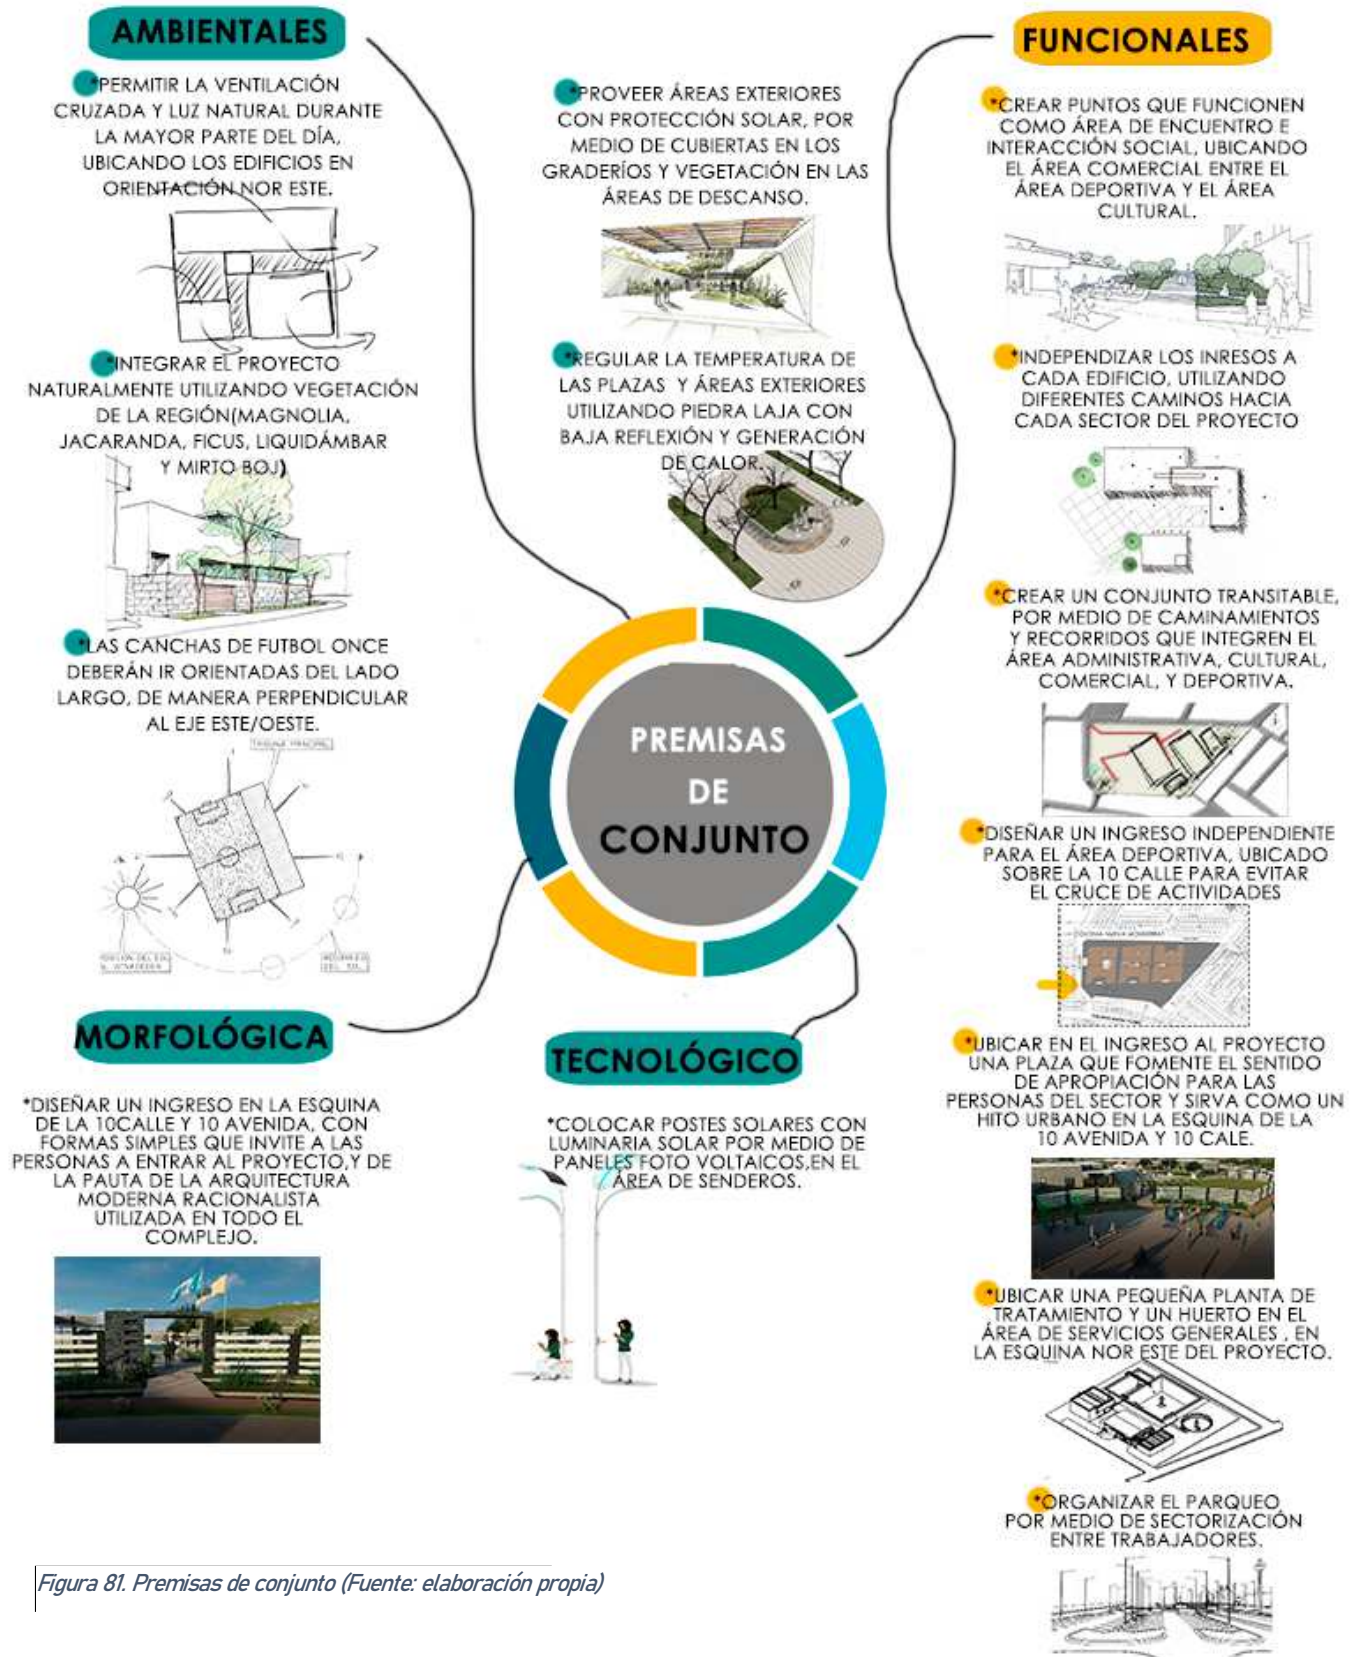 AMBIENTALES
*PERMITIR LA VENTILACIÓN
CRUZADA Y LUZ NATURAL DURANTE
LA MAYOR PARTE DEL DÍA,
UBICANDO LOS EDIFICIOS EN
ORIENTACIÓN NOR ESTE.
*INTEGRAR EL PROYECTO
NATURALMENTE UTILIZANDO VEGETACIÓN
DE LA REGIÓN(MAGNOLIA,
JACARANDA, FICUS, LIQUIDÁMBAR
Y MIRTO BOJ)
*LAS CANCHAS DE FUTBOL ONCE
DEBERÁN IR ORIENTADAS DEL LADO
LARGO, DE MANERA PERPENDICULAR
AL EJE ESTE/OESTE.
TRIBUNA PRINCIPAL
*PROVEER ÁREAS EXTERIORES
CON PROTECCIÓN SOLAR, POR
MEDIO DE CUBIERTAS EN LOS
GRADERÍOS Y VEGETACIÓN EN LAS
ÁREAS DE DESCANSO.
*REGULAR LA TEMPERATURA DE
LAS PLAZAS Y ÁREAS EXTERIORES
UTILIZANDO PIEDRA LAJA CON
BAJA REFLEXIÓN Y GENERACIÓN
DE CALOR.
FUNCIONALES
*CREAR PUNTOS QUE FUNCIONEN
COMO ÁREA DE ENCUENTRO E
INTERACCIÓN SOCIAL, UBICANDO
EL ÁREA COMERCIAL ENTRE EL
ÁREA DEPORTIVA Y EL ÁREA
CULTURAL.
*INDEPENDIZAR LOS INRESOS A
CADA EDIFICIO, UTILIZANDO
DIFERENTES CAMINOS HACIA
CADA SECTOR DEL PROYECTO
*CREAR UN CONJUNTO TRANSITABLE,
POR MEDIO DE CAMINAMIENTOS
Y RECORRIDOS QUE INTEGREN EL
ÁREA ADMINISTRATIVA, CULTURAL,
COMERCIAL, Y DEPORTIVA.
*DISEÑAR UN INGRESO INDEPENDIENTE
PARA EL ÁREA DEPORTIVA, UBICADO
SOBRE LA 10 CALLE PARA EVITAR
EL CRUCE DE ACTIVIDADES
*UBICAR EN EL INGRESO AL PROYECTO
UNA PLAZA QUE FOMENTE EL SENTIDO
DE APROPIACIÓN PARA LAS
PERSONAS DEL SECTOR Y SIRVA COMO UN
HITO URBANO EN LA ESQUINA DE LA
10 AVENIDA Y 10 CALE.
*UBICAR UNA PEQUEÑA PLANTA DE
TRATAMIENTO Y UN HUERTO EN EL
ÁREA DE SERVICIOS GENERALES , EN
LA ESQUINA NOR ESTE DEL PROYECTO.
*ORGANIZAR EL PARQUEO
POR MEDIO DE SECTORIZACIÓN
ENTRE TRABAJADORES.
PREMISAS
DE
CONJUNTO
MORFOLÓGICA
*DISEÑAR UN INGRESO EN LA ESQUINA
DE LA 10CALLE Y 10 AVENIDA, CON
FORMAS SIMPLES QUE INVITE A LAS
PERSONAS A ENTRAR AL PROYECTO,Y DE
LA PAUTA DE LA ARQUITECTURA
MODERNA RACIONALISTA
UTILIZADA EN TODO EL
COMPLEJO.
TECNOLÓGICO
*COLOCAR POSTES SOLARES CON
LUMINARIA SOLAR POR MEDIO DE
PANELES FOTO VOLTAICOS,EN EL
ÁREA DE SENDEROS.
Figura 81. Premisas de conjunto (Fuente: elaboración propia)